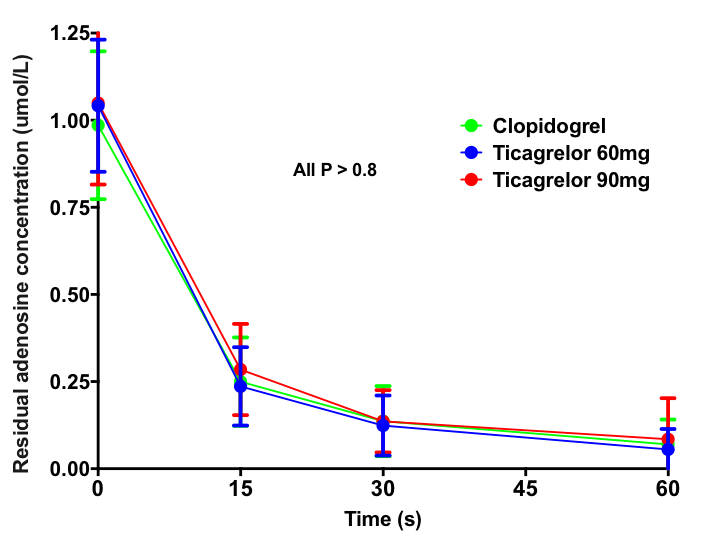 Residual adenosine concentration (umol/L)
1.25
1.00
0.75
0.50
0.25
0.00
Clopidogrel
Ticagrelor 60mg
Ticagrelor 90mg
All P > 0.8
0 15 30 45 60
Time (s)